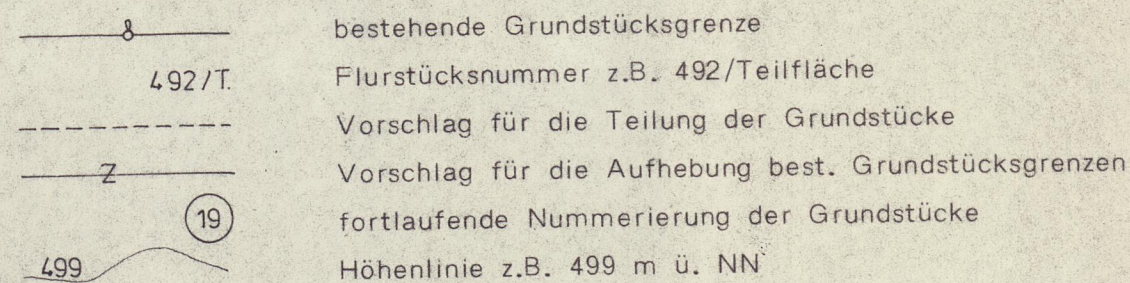 8 bestehende Grundstücksgrenze
492/T. Flurstücksnummer z.B. 492/Teilfläche
Vorschlag für die Teilung der Grundstücke
Z Vorschlag für die Aufhebung best. Grundstücksgrenzen
19 fortlaufende Nummerierung der Grundstücke
499 Höhenlinie z.B. 499 m ü. NN